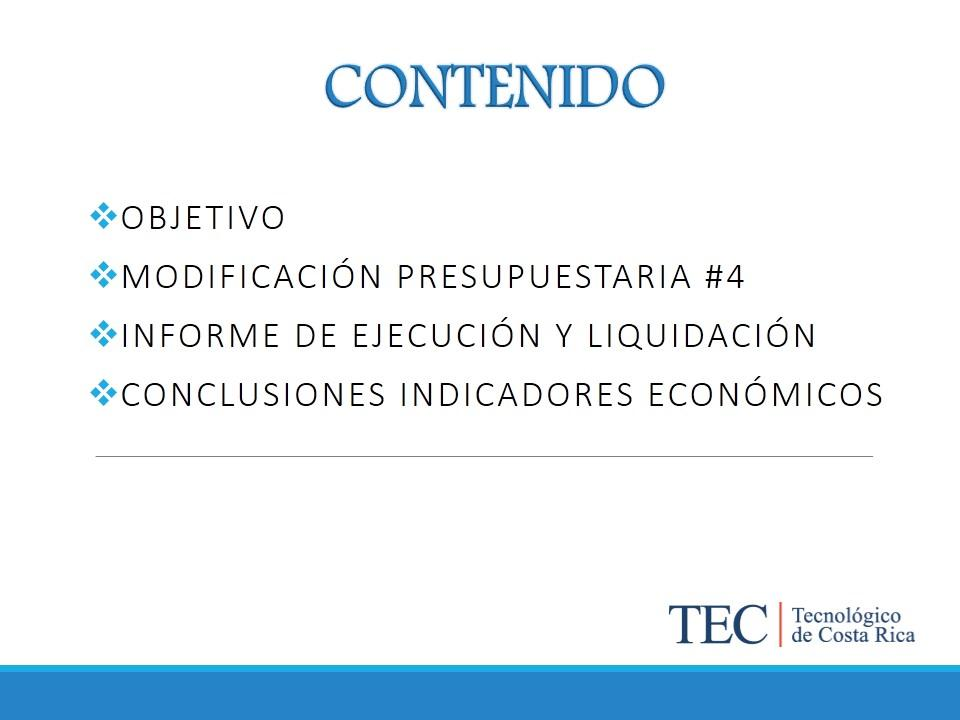 CONTENIDO
❖OBJETIVO
❖MODIFICACIÓN PRESUPUESTARIA #4
❖INFORME DE EJECUCIÓN Y LIQUIDACIÓN
❖CONCLUSIONES INDICADORES ECONÓMICOS
TEC | Tecnológico
de Costa Rica